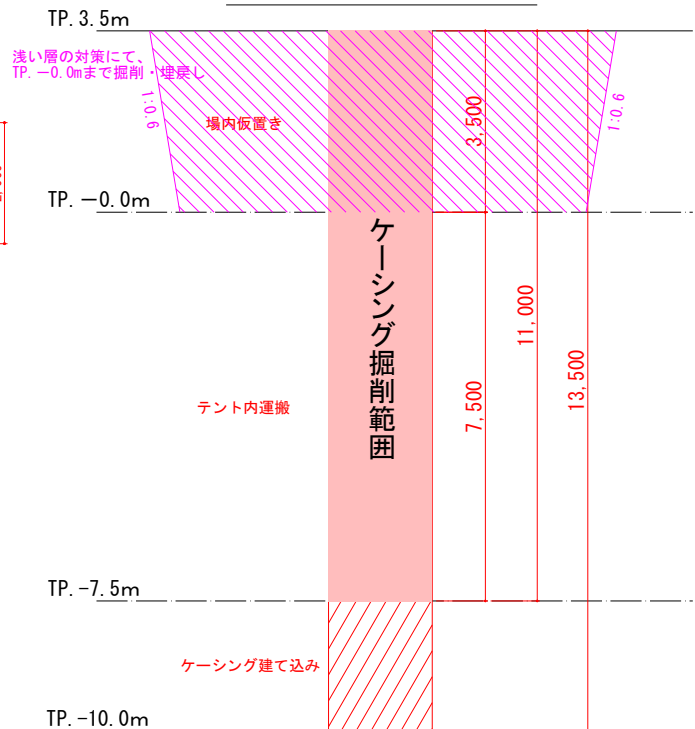 TP. 3.5m
浅い層の対策にて、
TP. －0.0mまで掘削・埋戻し
1:0.6
場内仮置き
3,500
1:0.6
TP. －0.0m
ケーシング掘削範囲
11,000
テント内運搬
7,500
13,500
TP. -7.5m
ケーシング建て込み
TP. -10.0m